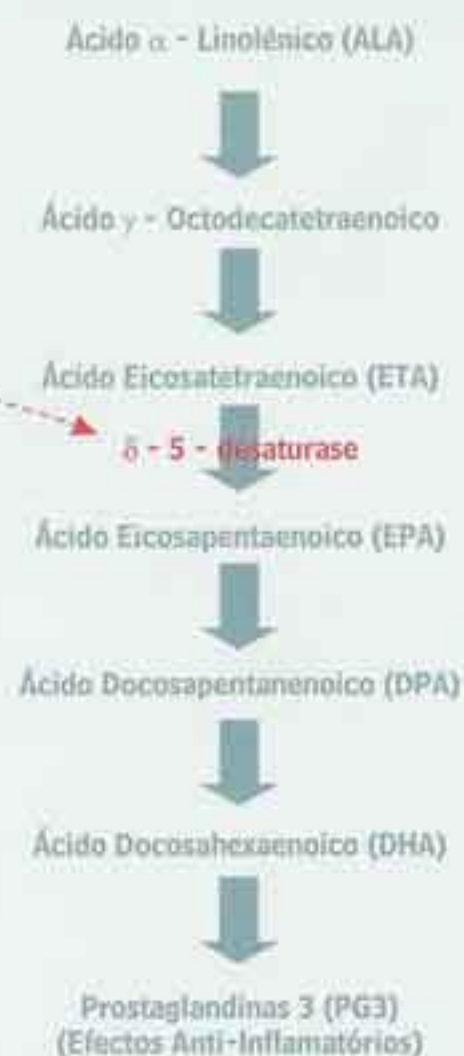 Ácido α - Linolénico (ALA)
Ácido γ - Octodecatetraenoico
Ácido Eicosatetraenoico (ETA)
δ - 5 - desaturase
Ácido Eicosapentaenoico (EPA)
Ácido Docosapentanenoico (DPA)
Ácido Docosahexaenoico (DHA)
Prostaglandinas 3 (PG3)
(Efectos Anti-Inflamatórios)